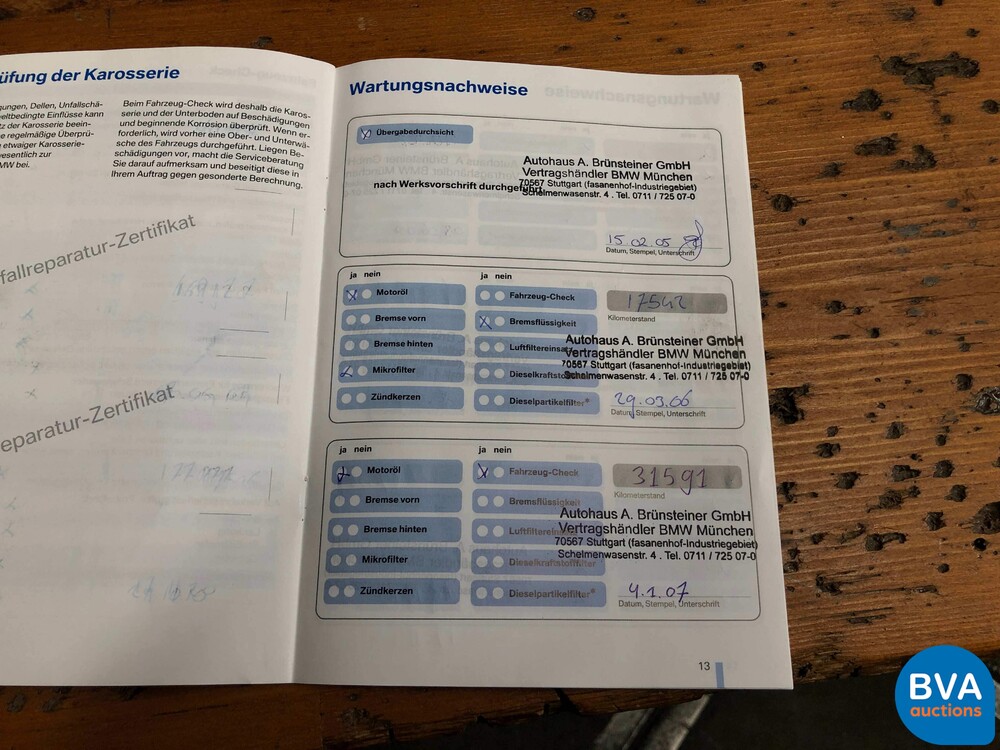 üfung der Karosserie
gungen, Dellen, Unfallschä-
eltbedingte Einflüsse kann
tz der Karosserie beein-
e regelmäßige Überprü-
etwaiger Karosserie-
wesentlich zur
MW bei.
Beim Fahrzeug-Check wird deshalb die Karos-
serie und der Unterboden auf Beschädigungen
und beginnende Korrosion überprüft. Wenn er-
forderlich, wird vorher eine Ober- und Unterwä-
sche des Fahrzeugs durchgeführt. Liegen Be-
schädigungen vor, macht die Serviceberatung
Sie darauf aufmerksam und beseitigt diese in
Ihrem Auftrag gegen gesonderte Berechnung.
nfallreparatur-Zertifikat
reparatur-Zertifikat
Wartungsnachweise
Übergabedurchsicht
nach Werksvorschrift durchgeführt
Autohaus A. Brünsteiner GmbH
Vertragshändler BMW München
70567 Stuttgart (fasanenhof-Industriegebiet)
Schelmenwasenstr. 4 . Tel. 0711 / 725 07-0
15.02.05
Datum, Stempel, Unterschrift
ja nein
Motoröl
Bremse vorn
Bremse hinten
Mikrofilter
Zündkerzen
ja nein
Fahrzeug-Check
Bremsflüssigkeit
Luftfiltereinsatz
Dieselpartikelfilter*
17542
Kilometerstand
Autohaus A. Brünsteiner GmbH
Vertragshändler BMW München
70567 Stuttgart (fasanenhof-Industriegebiet)
Schelmenwasenstr. 4 . Tel. 0711 / 725 07-0
29.03.06
Datum, Stempel, Unterschrift
ja nein
Motoröl
Bremse vorn
Bremse hinten
Mikrofilter
Zündkerzen
ja nein
Fahrzeug-Check
Bremsflüssigkeit
Luftfiltereinsatz
Dieselkraftstofffilter
Dieselpartikelfilter*
31591
Kilometerstand
Autohaus A. Brünsteiner GmbH
Vertragshändler BMW München
70567 Stuttgart (fasanenhof-Industriegebiet)
Schelmenwasenstr. 4 . Tel. 0711 / 725 07-0
4.1.07
Datum, Stempel, Unterschrift
13
BVA
auctions